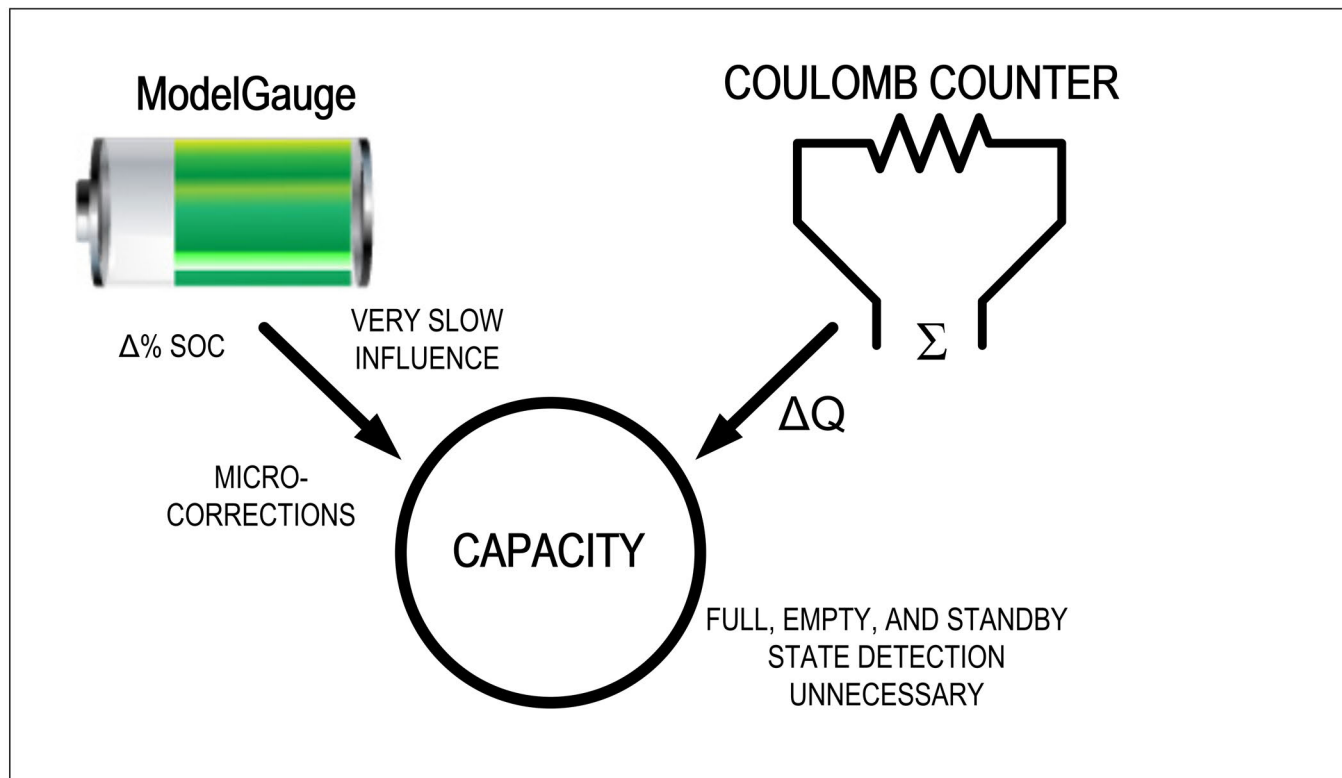 ModelGauge
COULOMB COUNTER
Δ% SOC
VERY SLOW
INFLUENCE
Σ
ΔQ
MICRO-
CORRECTIONS
CAPACITY
FULL, EMPTY, AND STANDBY
STATE DETECTION
UNNECESSARY